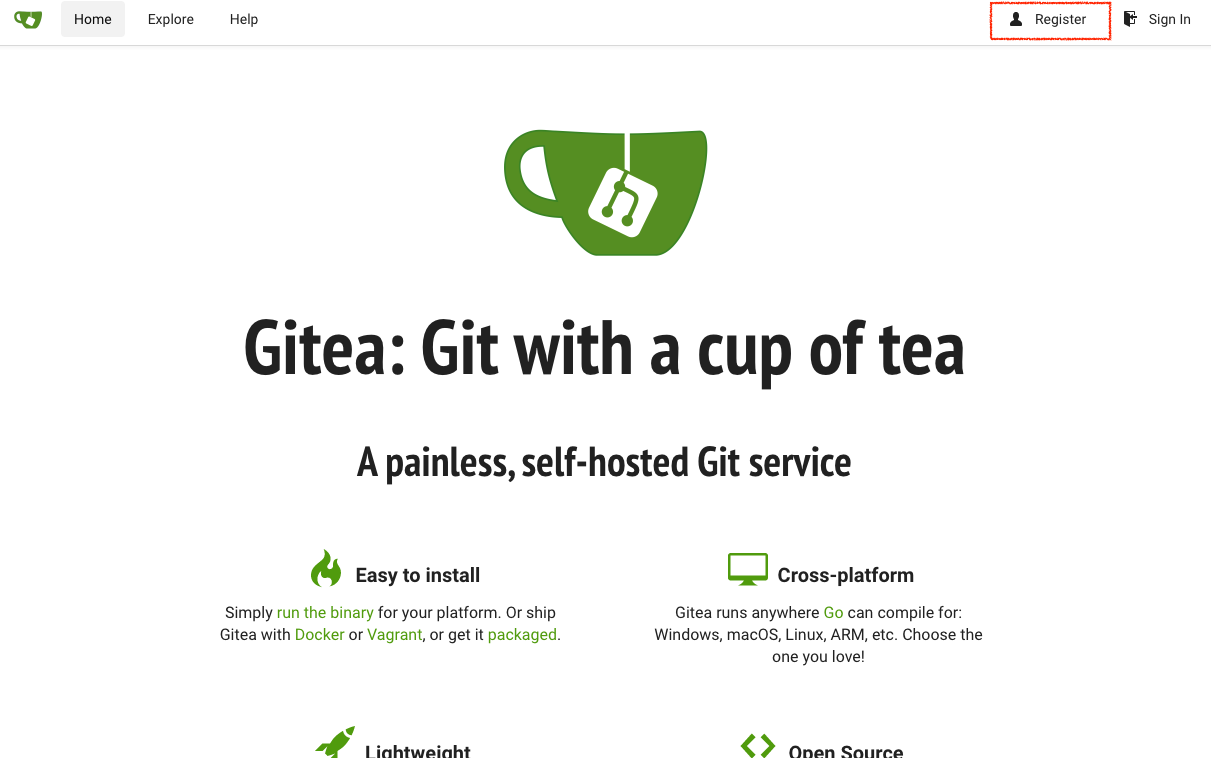 Home Explore Help Register Sign In
Gitea: Git with a cup of tea
A painless, self-hosted Git service
Easy to install
Simply run the binary for your platform. Or ship
Gitea with Docker or Vagrant, or get it packaged.
Cross-platform
Gitea runs anywhere Go can compile for:
Windows, macOS, Linux, ARM, etc. Choose the
one you love!
Lightweight
Open Source